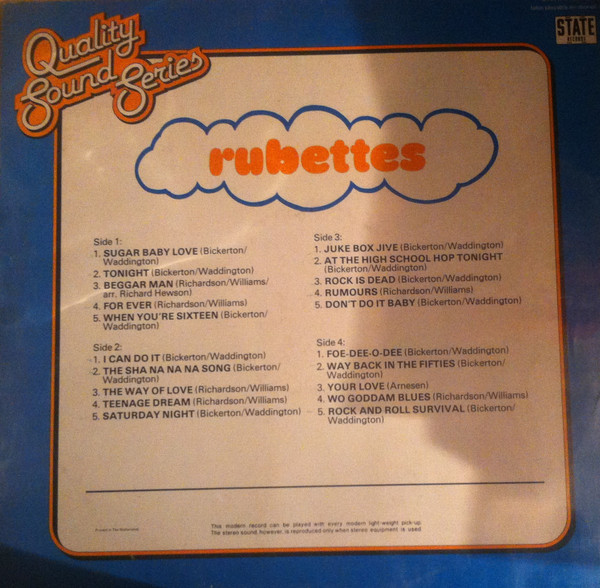 Quality
Sound Series
STATE
RECORDS
rubettes
Side 1:
1. SUGAR BABY LOVE (Bickerton/
Waddington)
2. TONIGHT (Bickerton/Waddington)
3. BEGGAR MAN (Richardson/Williams/
arr. Richard Hewson)
4. FOR EVER (Richardson/Williams)
5. WHEN YOU'RE SIXTEEN (Bickerton/
Waddington)
Side 2:
1. I CAN DO IT (Bickerton/Waddington)
2. THE SHA NA NA NA SONG (Bickerton/
Waddington)
3. THE WAY OF LOVE (Richardson/Williams)
4. TEENAGE DREAM (Richardson/Williams)
5. SATURDAY NIGHT (Bickerton/Waddington)
Side 3:
1. JUKE BOX JIVE (Bickerton/Waddington)
2. AT THE HIGH SCHOOL HOP TONIGHT
(Bickerton/Waddington)
3. ROCK IS DEAD (Bickerton/Waddington)
4. RUMOURS (Richardson/Williams)
5. DON'T DO IT BABY (Bickerton/Waddington)
Side 4:
1. FOE-DEE-O-DEE (Bickerton/Waddington)
2. WAY BACK IN THE FIFTIES (Bickerton/
Waddington)
3. YOUR LOVE (Arnesen)
4. WO GODDAM BLUES (Richardson/Williams)
5. ROCK AND ROLL SURVIVAL (Bickerton/
Waddington)
Printed in The Netherlands
This modern record can be played with every modern light-weight pick-up
The stereo sound, however, is reproduced only when stereo equipment is used